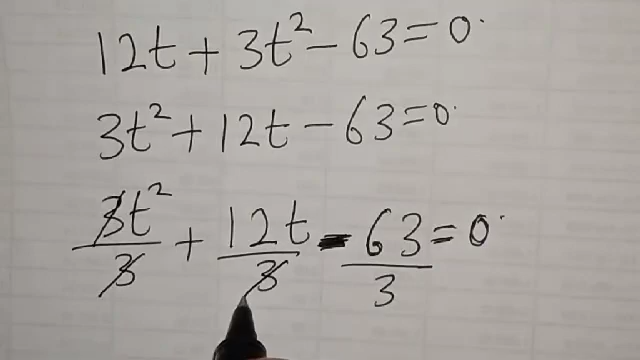 12t + 3t² - 63 = 0
3t² + 12t - 63 = 0
3t²/3 + 12t/3 - 63/3 = 0